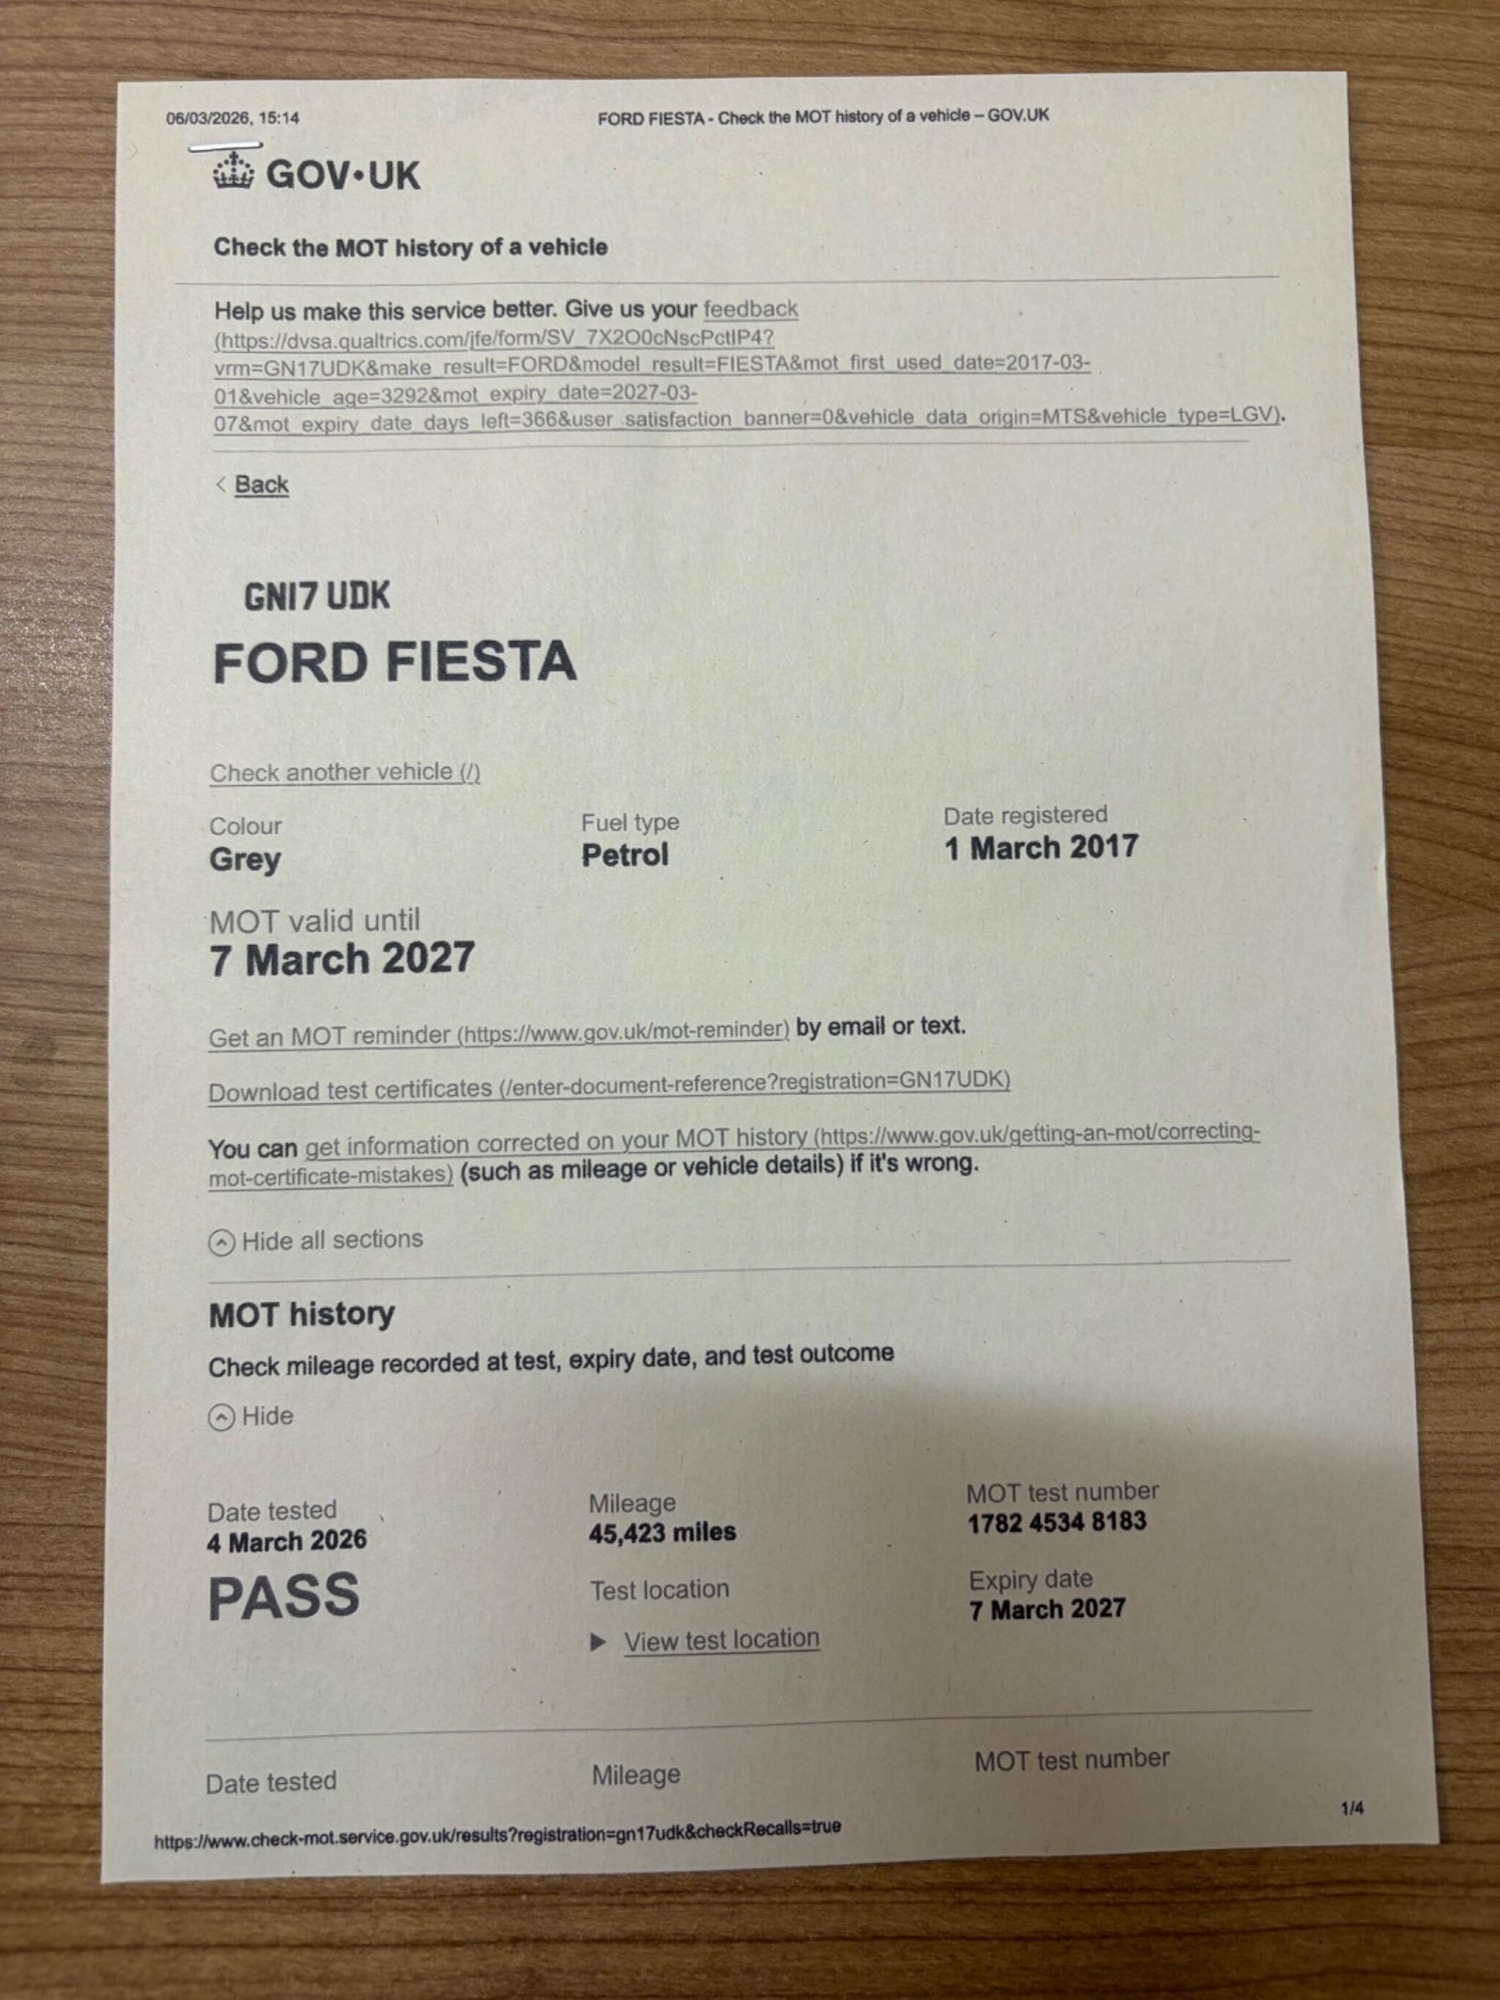 06/03/2026, 15:14
FORD FIESTA - Check the MOT history of a vehicle – GOV.UK
GOV•UK
Check the MOT history of a vehicle
Help us make this service better. Give us your feedback
(https://dvsa.qualtrics.com/jfe/form/SV_7X2O0cNscPctIP4?
vrm=GN17UDK&make_result=FORD&model_result=FIESTA&mot_first_used_date=2017-03-
01&vehicle_age=3292&mot_expiry_date=2027-03-
07&mot_expiry_date_days_left=366&user_satisfaction_banner=0&vehicle_data_origin=MTS&vehicle_type=LGV).
< Back
GN17 UDK
FORD FIESTA
Check another vehicle (/)
Colour
Grey
Fuel type
Petrol
Date registered
1 March 2017
MOT valid until
7 March 2027
Get an MOT reminder (https://www.gov.uk/mot-reminder) by email or text.
Download test certificates (/enter-document-reference?registration=GN17UDK)
You can get information corrected on your MOT history (https://www.gov.uk/getting-an-mot/correcting-
mot-certificate-mistakes) (such as mileage or vehicle details) if it's wrong.
Hide all sections
MOT history
Check mileage recorded at test, expiry date, and test outcome
Hide
Date tested
4 March 2026
PASS
Mileage
45,423 miles
Test location
▶ View test location
MOT test number
1782 4534 8183
Expiry date
7 March 2027
Date tested
Mileage
MOT test number
https://www.check-mot.service.gov.uk/results?registration=gn17udk&checkRecalls=true
1/4